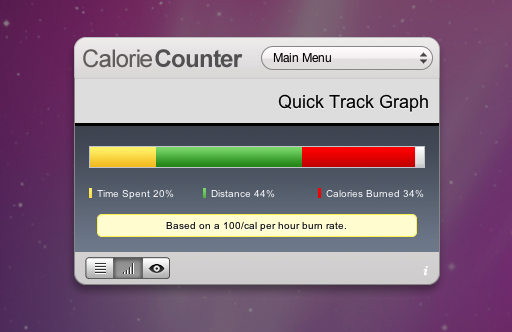 CalorieCounter
Main Menu
Quick Track Graph
Time Spent 20%
Distance 44%
Calories Burned 34%
Based on a 100/cal per hour burn rate.
i